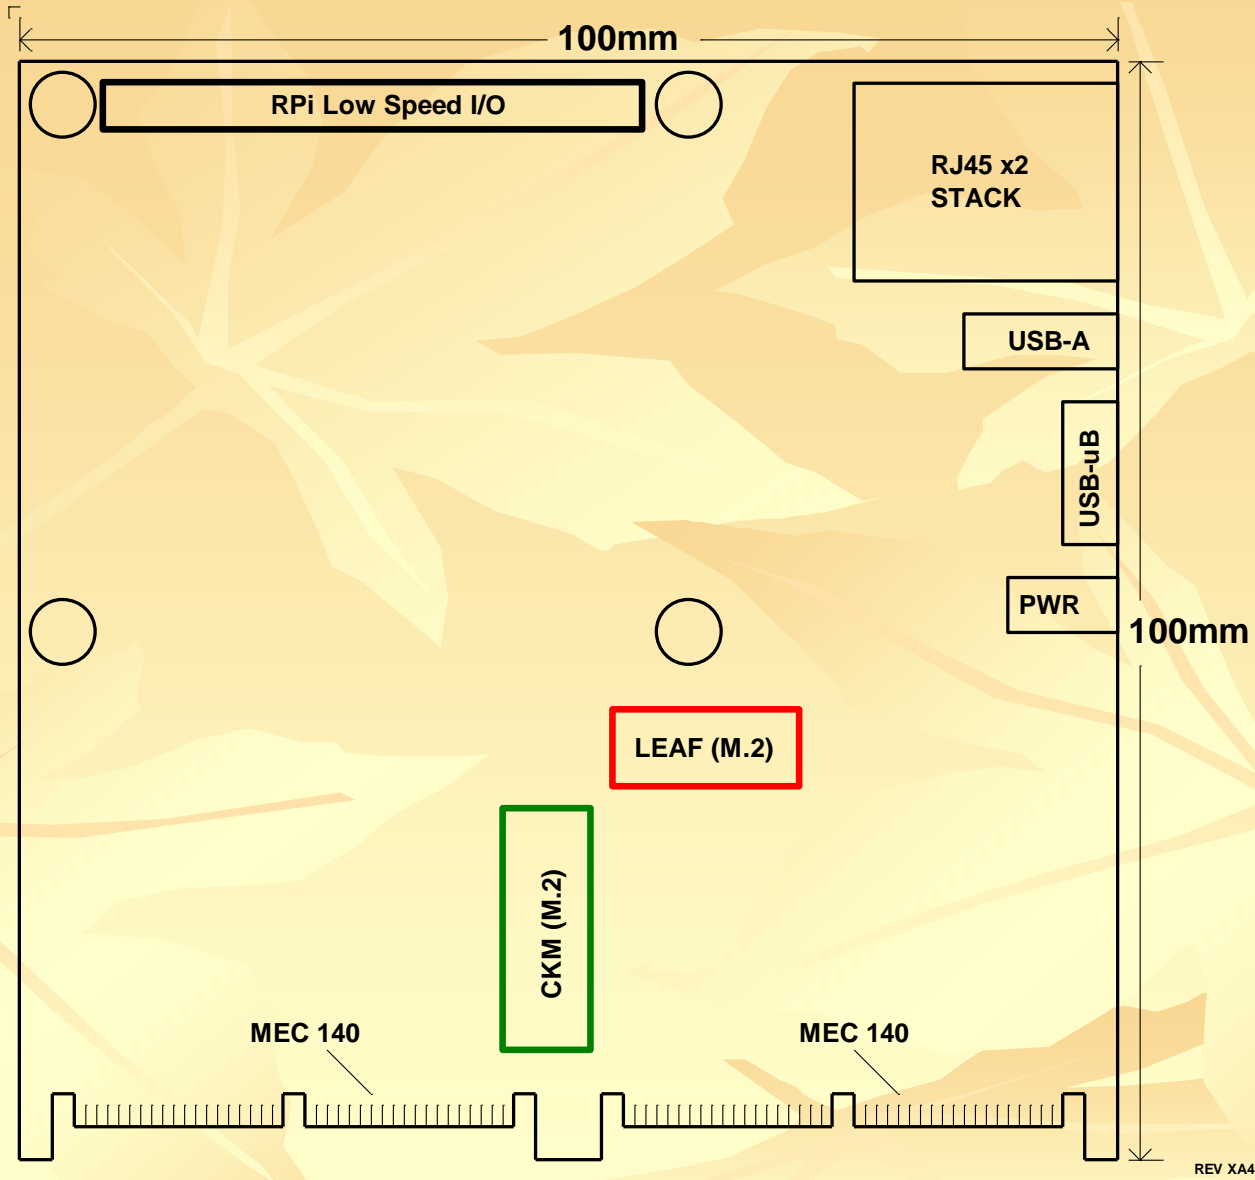 100mm
RPi Low Speed I/O
RJ45 x2
STACK
USB-A
USB-uB
PWR
100mm
LEAF (M.2)
CKM (M.2)
MEC 140
MEC 140
REV XA4